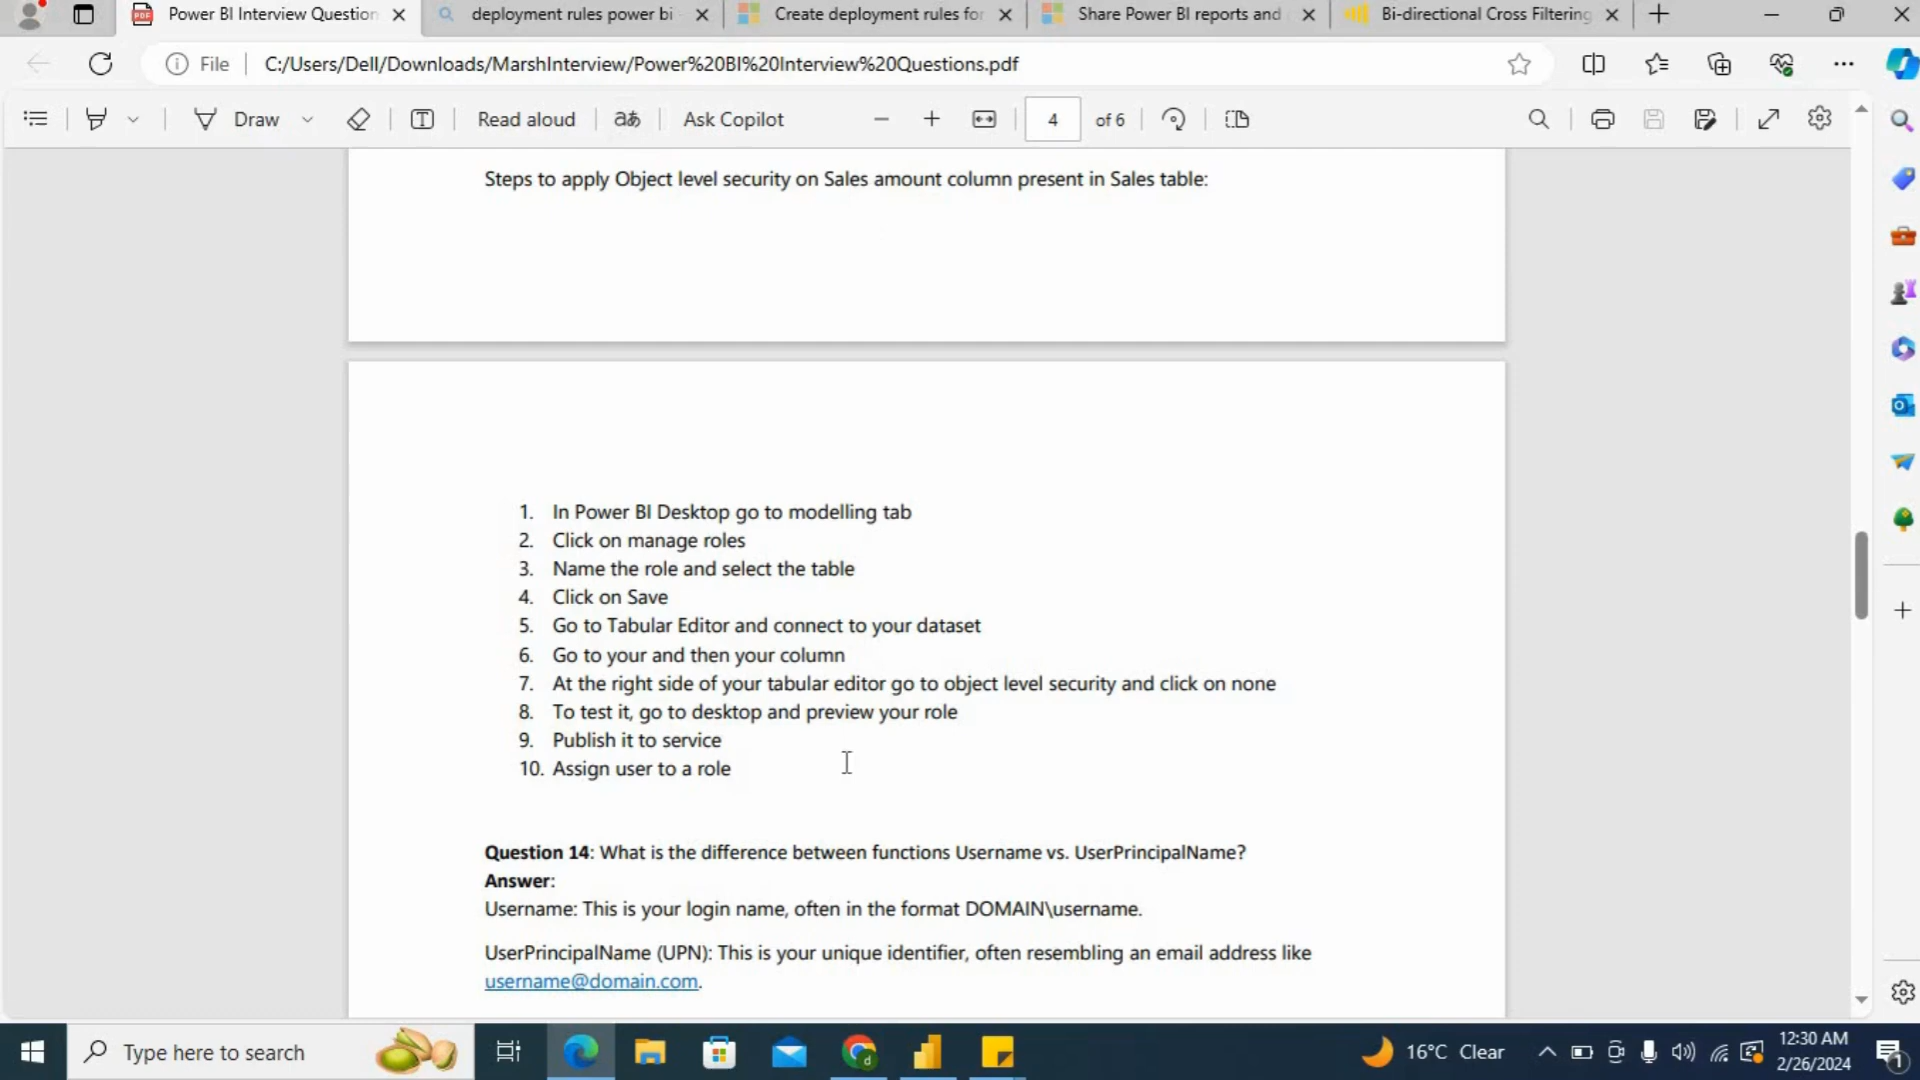 Power BI Interview Question
deployment rules power bi
Create deployment rules for
Share Power BI reports and
Bi-directional Cross Filtering
File
C:/Users/Dell/Downloads/MarshInterview/Power%20BI%20Interview%20Questions.pdf
Draw
Read aloud
aあ
Ask Copilot
4
of 6
Steps to apply Object level security on Sales amount column present in Sales table:
1. In Power BI Desktop go to modelling tab
2. Click on manage roles
3. Name the role and select the table
4. Click on Save
5. Go to Tabular Editor and connect to your dataset
6. Go to your and then your column
7. At the right side of your tabular editor go to object level security and click on none
8. To test it, go to desktop and preview your role
9. Publish it to service
10. Assign user to a role
Question 14: What is the difference between functions Username vs. UserPrincipalName?
Answer:
Username: This is your login name, often in the format DOMAIN\username.
UserPrincipalName (UPN): This is your unique identifier, often resembling an email address like
username@domain.com.
Type here to search
16°C Clear
12:30 AM
2/26/2024
1